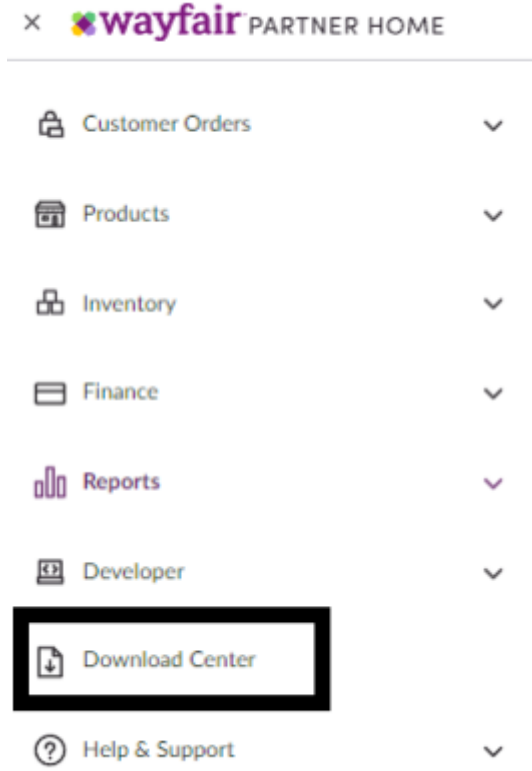 wayfair PARTNER HOME
Customer Orders
Products
Inventory
Finance
Reports
Developer
Download Center
Help & Support